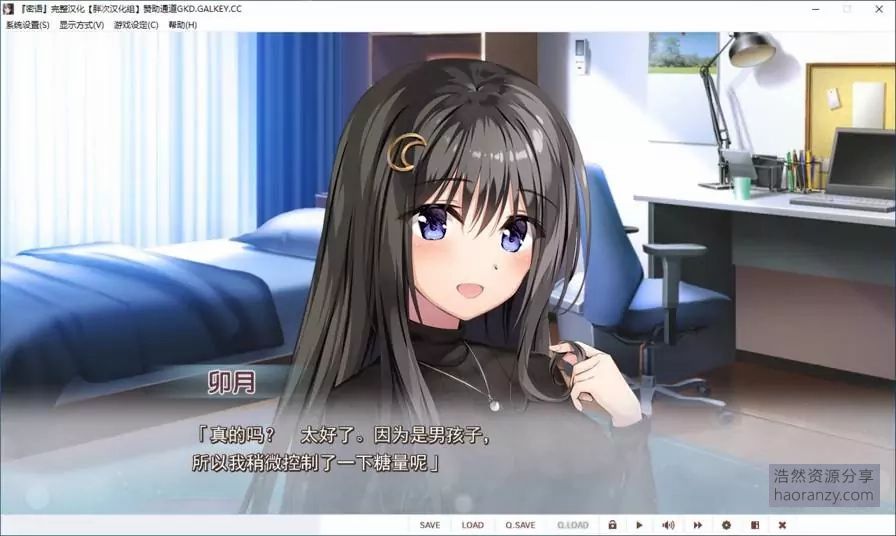 『密语』完整汉化【胖次汉化组】赞助通道GKD.GALKEY.CC
系统设置(S) 显示方式(V) 游戏设定(C) 帮助(H)
卯月
「真的吗？ 太好了。因为是男孩子，
所以我稍微控制了一下糖量呢」
浩然资源分享
haoranzy.com
SAVE LOAD Q.SAVE Q.LOAD